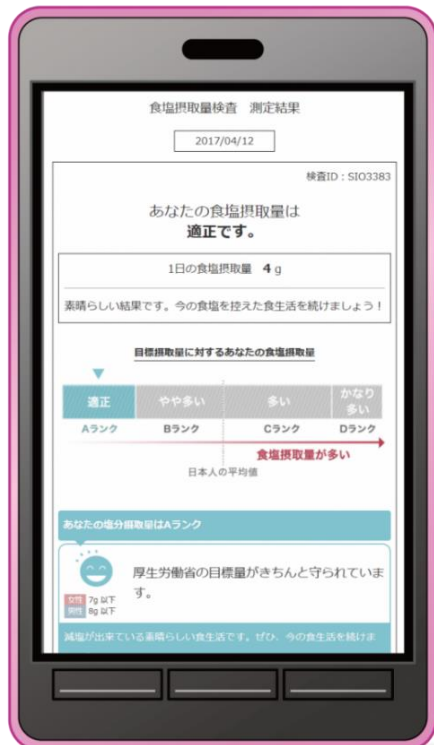 食塩摂取量検査 測定結果
2017/04/12
検査ID：SIO3383
あなたの食塩摂取量は
適正です。
1日の食塩摂取量 4 g
素晴らしい結果です。今の食塩を控えた食生活を続けましょう！
目標摂取量に対するあなたの食塩摂取量
適正 やや多い 多い かなり多い
Aランク Bランク Cランク Dランク
食塩摂取量が多い
日本人の平均値
あなたの塩分摂取量はAランク
厚生労働省の目標量がきちんと守られていま
す。
女性 7g 以下
男性 8g 以下
減塩が出来ている素晴らしい食生活です。ぜひ、今の食生活を続けま